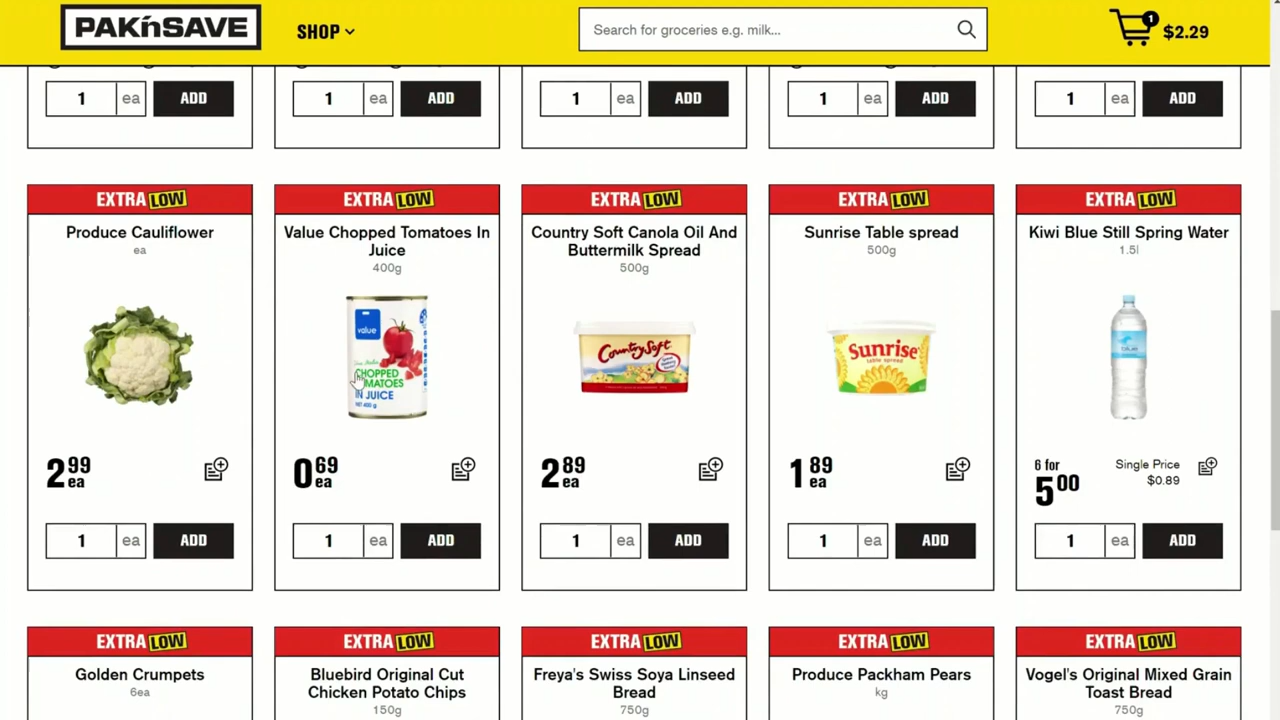 PAK'nSAVE
SHOP
Search for groceries e.g. milk...
1
$2.29
1 ea ADD
1 ea ADD
1 ea ADD
1 ea ADD
1 ea ADD
EXTRA LOW
EXTRA LOW
EXTRA LOW
EXTRA LOW
EXTRA LOW
Produce Cauliflower
ea
Value Chopped Tomatoes In
Juice
400g
Country Soft Canola Oil And
Buttermilk Spread
500g
Sunrise Table spread
500g
Kiwi Blue Still Spring Water
1.5l
value
CHOPPED
TOMATOES
IN JUICE
NET 400 g
Country Soft
Sunrise
table spread
blue
2 99
ea
0 69
ea
2 89
ea
1 89
ea
6 for
5 00
Single Price
$0.89
1 ea ADD
1 ea ADD
1 ea ADD
1 ea ADD
1 ea ADD
EXTRA LOW
EXTRA LOW
EXTRA LOW
EXTRA LOW
EXTRA LOW
Golden Crumpets
6ea
Bluebird Original Cut
Chicken Potato Chips
150g
Freya's Swiss Soya Linseed
Bread
750g
Produce Packham Pears
kg
Vogel's Original Mixed Grain
Toast Bread
750g